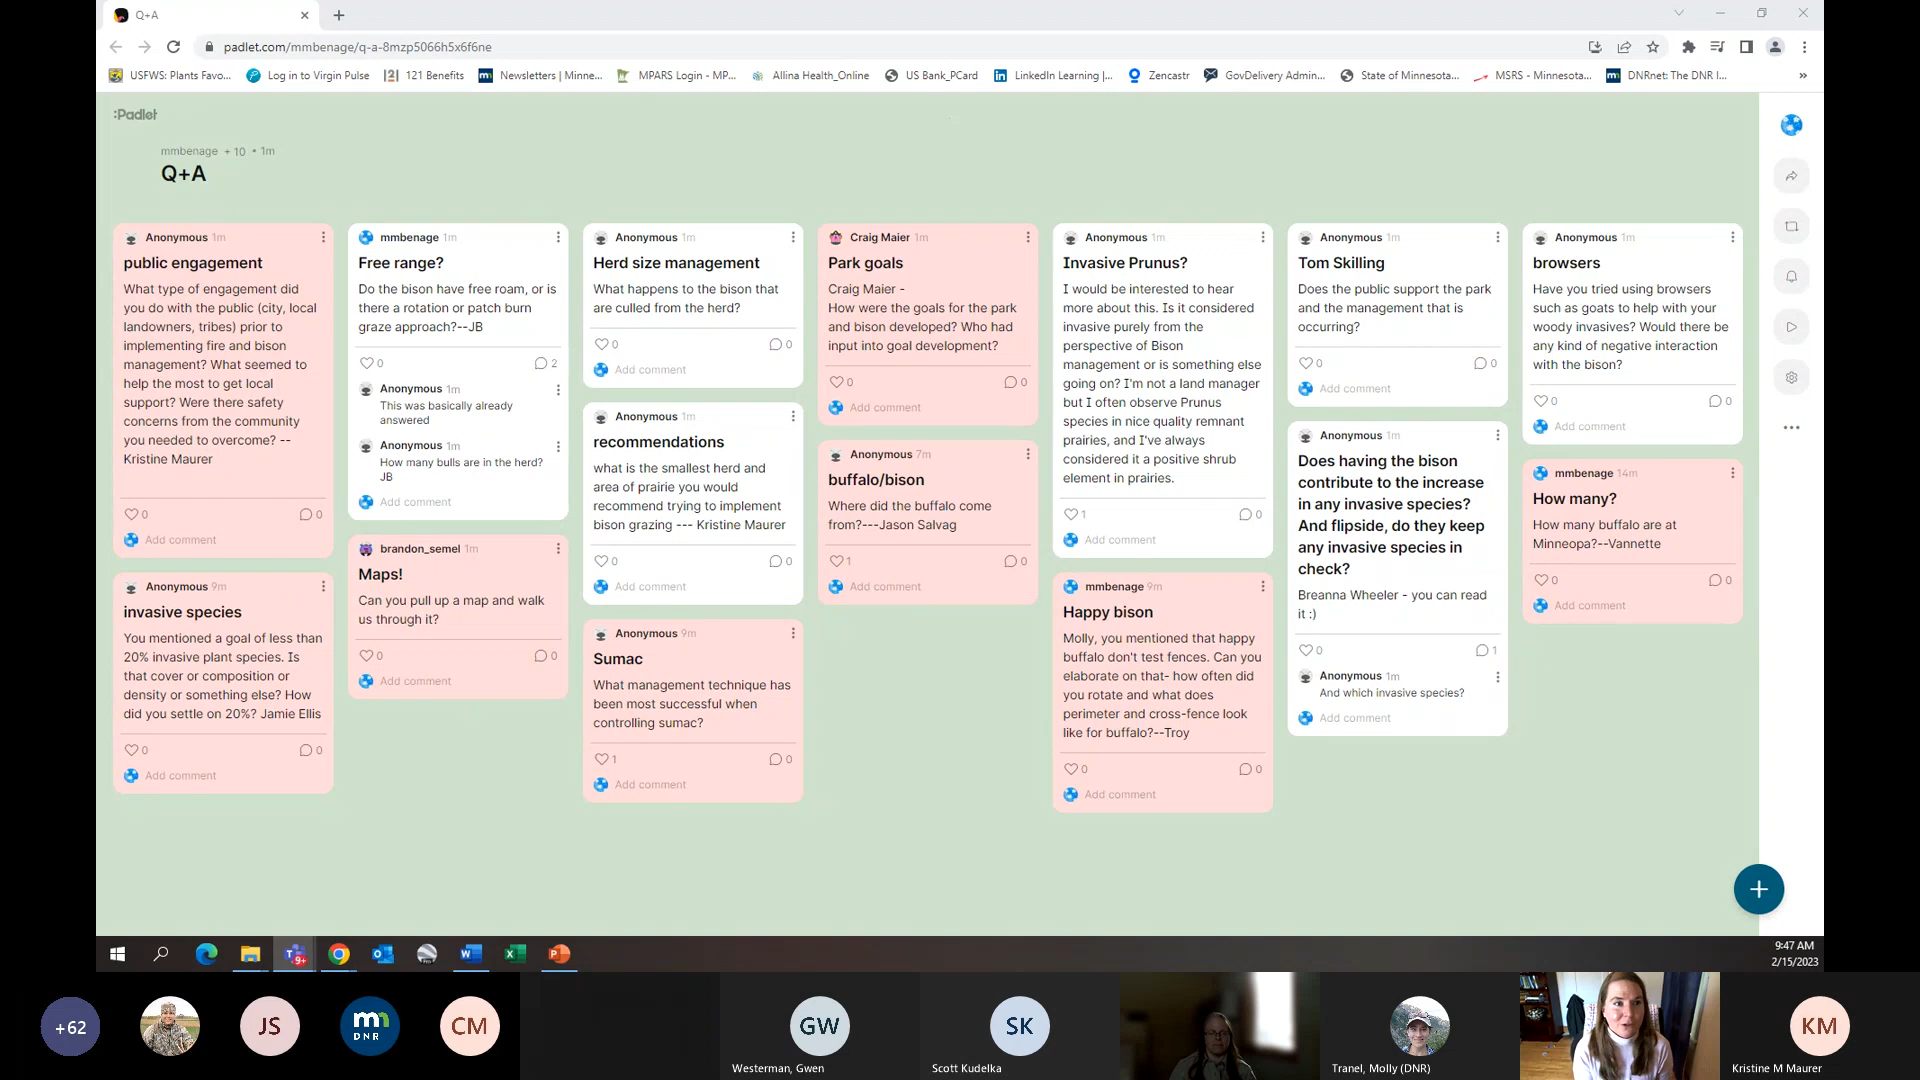 Q+A
padlet.com/mmbenage/q-a-8mzp5066h5x6f6ne
USFWS: Plants Favo...
Log in to Virgin Pulse
121 Benefits
Newsletters | Minne...
MPARS Login - MP...
Allina Health_Online
US Bank_PCard
LinkedIn Learning |...
Zencastr
GovDelivery Admin...
State of Minnesota...
MSRS - Minnesota...
DNRnet: The DNR I...
»
:Padlet
mmbenage + 10 • 1m
Q+A
Anonymous 1m
public engagement
What type of engagement did
you do with the public (city, local
landowners, tribes) prior to
implementing fire and bison
management? What seemed to
help the most to get local
support? Were there safety
concerns from the community
you needed to overcome? --
Kristine Maurer
0 0
Add comment
Anonymous 9m
invasive species
You mentioned a goal of less than
20% invasive plant species. Is
that cover or composition or
density or something else? How
did you settle on 20%? Jamie Ellis
0 0
Add comment
mmbenage 1m
Free range?
Do the bison have free roam, or is
there a rotation or patch burn
graze approach?--JB
0 2
Anonymous 1m
This was basically already
answered
Anonymous 1m
How many bulls are in the herd?
JB
Add comment
brandon_semel 1m
Maps!
Can you pull up a map and walk
us through it?
0 0
Add comment
Anonymous 1m
Herd size management
What happens to the bison that
are culled from the herd?
0 0
Add comment
Anonymous 1m
recommendations
what is the smallest herd and
area of prairie you would
recommend trying to implement
bison grazing --- Kristine Maurer
0 0
Add comment
Anonymous 9m
Sumac
What management technique has
been most successful when
controlling sumac?
1 0
Add comment
Craig Maier 1m
Park goals
Craig Maier -
How were the goals for the park
and bison developed? Who had
input into goal development?
0 0
Add comment
Anonymous 7m
buffalo/bison
Where did the buffalo come
from?---Jason Salvag
1 0
Add comment
Anonymous 1m
Invasive Prunus?
I would be interested to hear
more about this. Is it considered
invasive purely from the
perspective of Bison
management or is something else
going on? I'm not a land manager
but I often observe Prunus
species in nice quality remnant
prairies, and I've always
considered it a positive shrub
element in prairies.
1 0
Add comment
mmbenage 9m
Happy bison
Molly, you mentioned that happy
buffalo don't test fences. Can you
elaborate on that- how often did
you rotate and what does
perimeter and cross-fence look
like for buffalo?--Troy
0 0
Add comment
Anonymous 1m
Tom Skilling
Does the public support the park
and the management that is
occurring?
0 0
Add comment
Anonymous 1m
Does having the bison
contribute to the increase
in any invasive species?
And flipside, do they keep
any invasive species in
check?
Breanna Wheeler - you can read
it :)
0 1
Anonymous 1m
And which invasive species?
Add comment
Anonymous 1m
browsers
Have you tried using browsers
such as goats to help with your
woody invasives? Would there be
any kind of negative interaction
with the bison?
0 0
Add comment
mmbenage 14m
How many?
How many buffalo are at
Minneopa?--Vannette
0 0
Add comment
9:47 AM
2/15/2023
+62
JS
DNR
CM
GW
Westerman, Gwen
SK
Scott Kudelka
Tranel, Molly (DNR)
KM
Kristine M Maurer